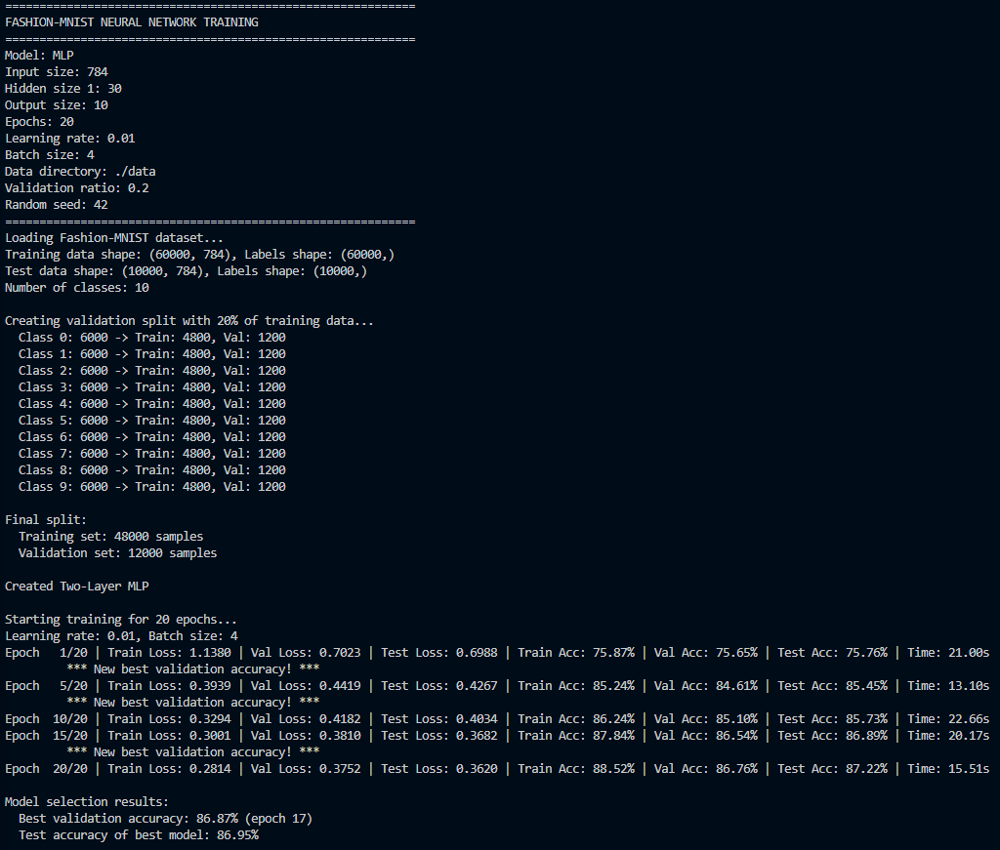 ============================================================
FASHION-MNIST NEURAL NETWORK TRAINING
============================================================
Model: MLP
Input size: 784
Hidden size 1: 30
Output size: 10
Epochs: 20
Learning rate: 0.01
Batch size: 4
Data directory: ./data
Validation ratio: 0.2
Random seed: 42
============================================================
Loading Fashion-MNIST dataset...
Training data shape: (60000, 784), Labels shape: (60000,)
Test data shape: (10000, 784), Labels shape: (10000,)
Number of classes: 10

Creating validation split with 20% of training data...
  Class 0: 6000 -> Train: 4800, Val: 1200
  Class 1: 6000 -> Train: 4800, Val: 1200
  Class 2: 6000 -> Train: 4800, Val: 1200
  Class 3: 6000 -> Train: 4800, Val: 1200
  Class 4: 6000 -> Train: 4800, Val: 1200
  Class 5: 6000 -> Train: 4800, Val: 1200
  Class 6: 6000 -> Train: 4800, Val: 1200
  Class 7: 6000 -> Train: 4800, Val: 1200
  Class 8: 6000 -> Train: 4800, Val: 1200
  Class 9: 6000 -> Train: 4800, Val: 1200

Final split:
  Training set: 48000 samples
  Validation set: 12000 samples

Created Two-Layer MLP

Starting training for 20 epochs...
Learning rate: 0.01, Batch size: 4
Epoch   1/20 | Train Loss: 1.1380 | Val Loss: 0.7023 | Test Loss: 0.6988 | Train Acc: 75.87% | Val Acc: 75.65% | Test Acc: 75.76% | Time: 21.00s
         *** New best validation accuracy! ***
Epoch   5/20 | Train Loss: 0.3939 | Val Loss: 0.4419 | Test Loss: 0.4267 | Train Acc: 85.24% | Val Acc: 84.61% | Test Acc: 85.45% | Time: 13.10s
         *** New best validation accuracy! ***
Epoch  10/20 | Train Loss: 0.3294 | Val Loss: 0.4182 | Test Loss: 0.4034 | Train Acc: 86.24% | Val Acc: 85.10% | Test Acc: 85.73% | Time: 22.66s
Epoch  15/20 | Train Loss: 0.3001 | Val Loss: 0.3810 | Test Loss: 0.3682 | Train Acc: 87.84% | Val Acc: 86.54% | Test Acc: 86.89% | Time: 20.17s
         *** New best validation accuracy! ***
Epoch  20/20 | Train Loss: 0.2814 | Val Loss: 0.3752 | Test Loss: 0.3620 | Train Acc: 88.52% | Val Acc: 86.76% | Test Acc: 87.22% | Time: 15.51s

Model selection results:
  Best validation accuracy: 86.87% (epoch 17)
  Test accuracy of best model: 86.95%